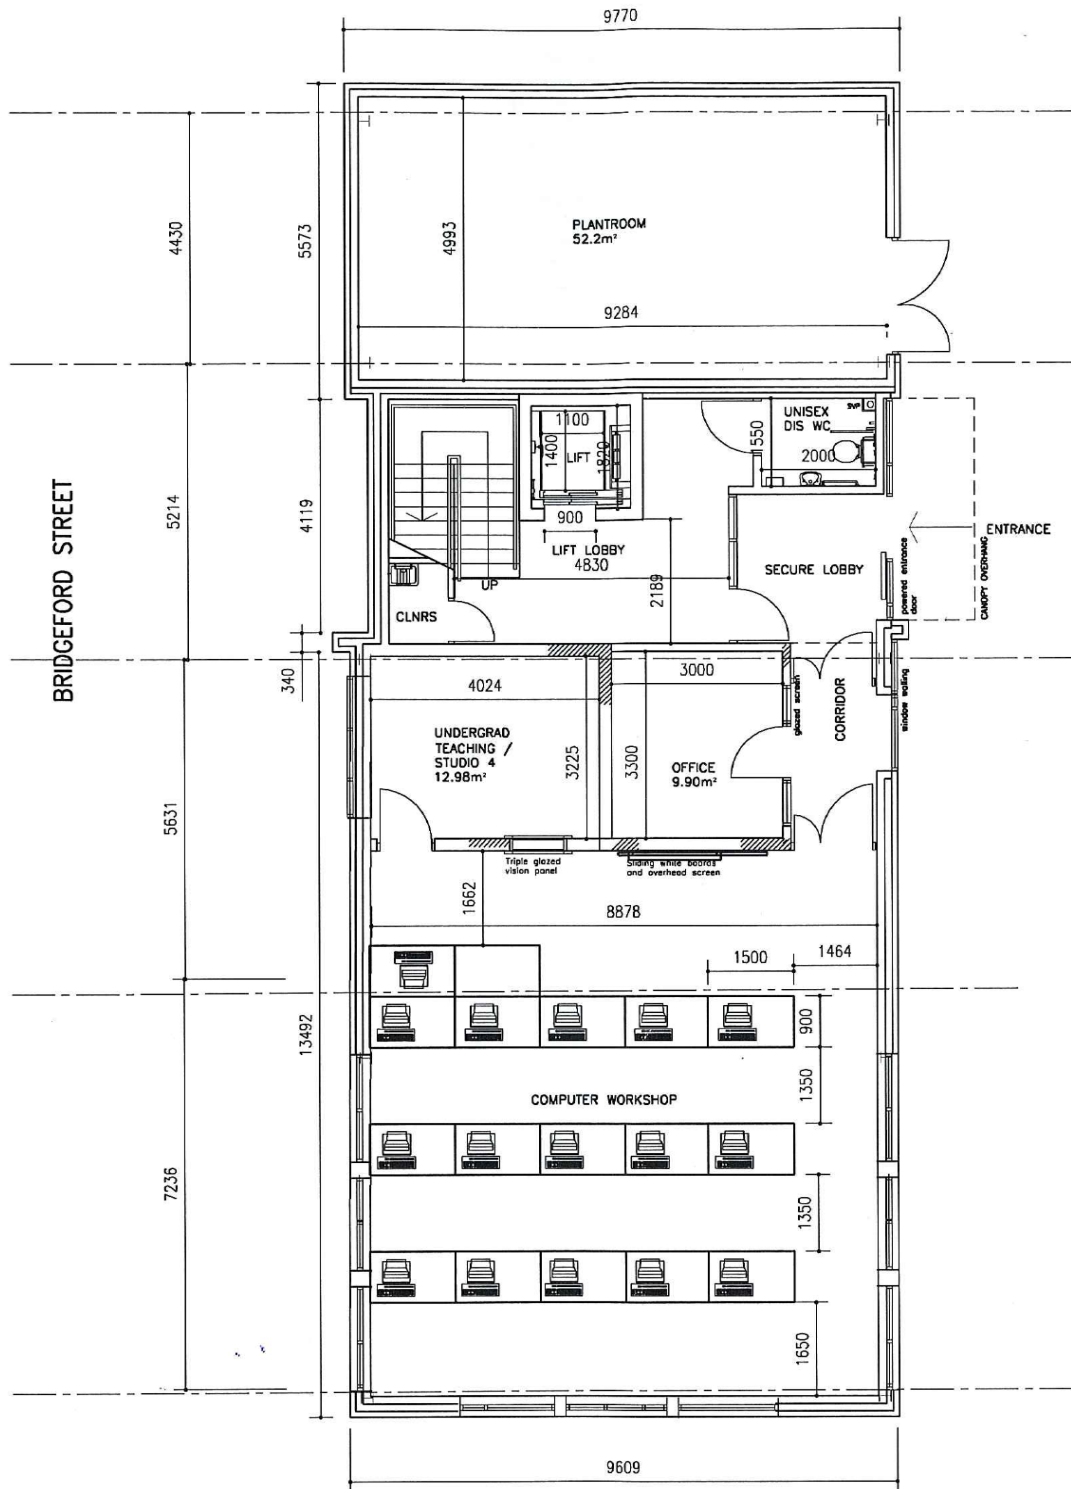 9770
4430
5573
4993
PLANTROOM
52.2m²
9284
BRIDGEFORD STREET
5214
4119
1100
1400
LIFT
1820
900
LIFT LOBBY
4830
UP
CLNRS
2189
UNISEX
DIS WC
SVP
1550
2000
SECURE LOBBY
ENTRANCE
powered entrance
door
CANOPY OVERHANG
340
4024
UNDERGRAD
TEACHING /
STUDIO 4
12.98m²
3225
3000
3300
OFFICE
9.90m²
glazed screen
CORRIDOR
window walling
5631
Triple glazed
vision panel
Sliding white boards
and overhead screen
1662
8878
1500
1464
13492
900
1350
COMPUTER WORKSHOP
7236
1350
1650
9609